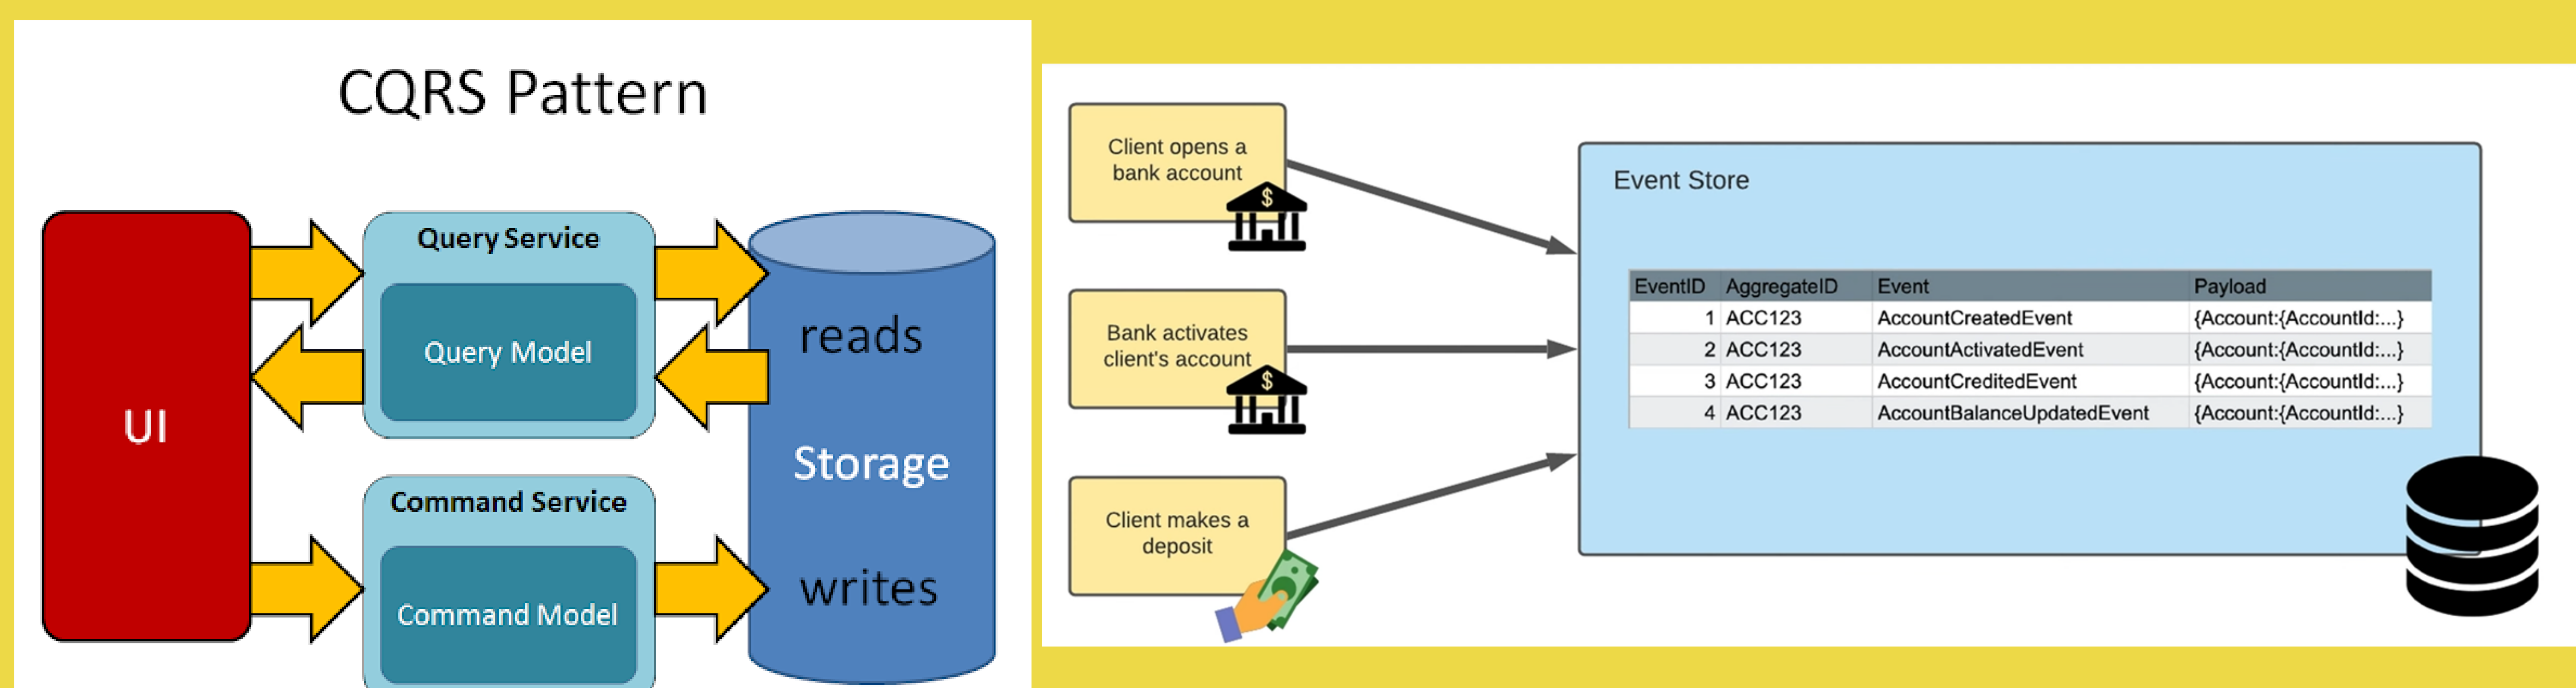 CQRS Pattern
UI
Query Service
Query Model
Command Service
Command Model
reads
Storage
writes
Client opens a
bank account
$
Bank activates
client's account
$
Client makes a
deposit
Event Store
EventID AggregateID Event Payload
1 ACC123 AccountCreatedEvent {Account:{AccountId:...}
2 ACC123 AccountActivatedEvent {Account:{AccountId:...}
3 ACC123 AccountCreditedEvent {Account:{AccountId:...}
4 ACC123 AccountBalanceUpdatedEvent {Account:{AccountId:...}